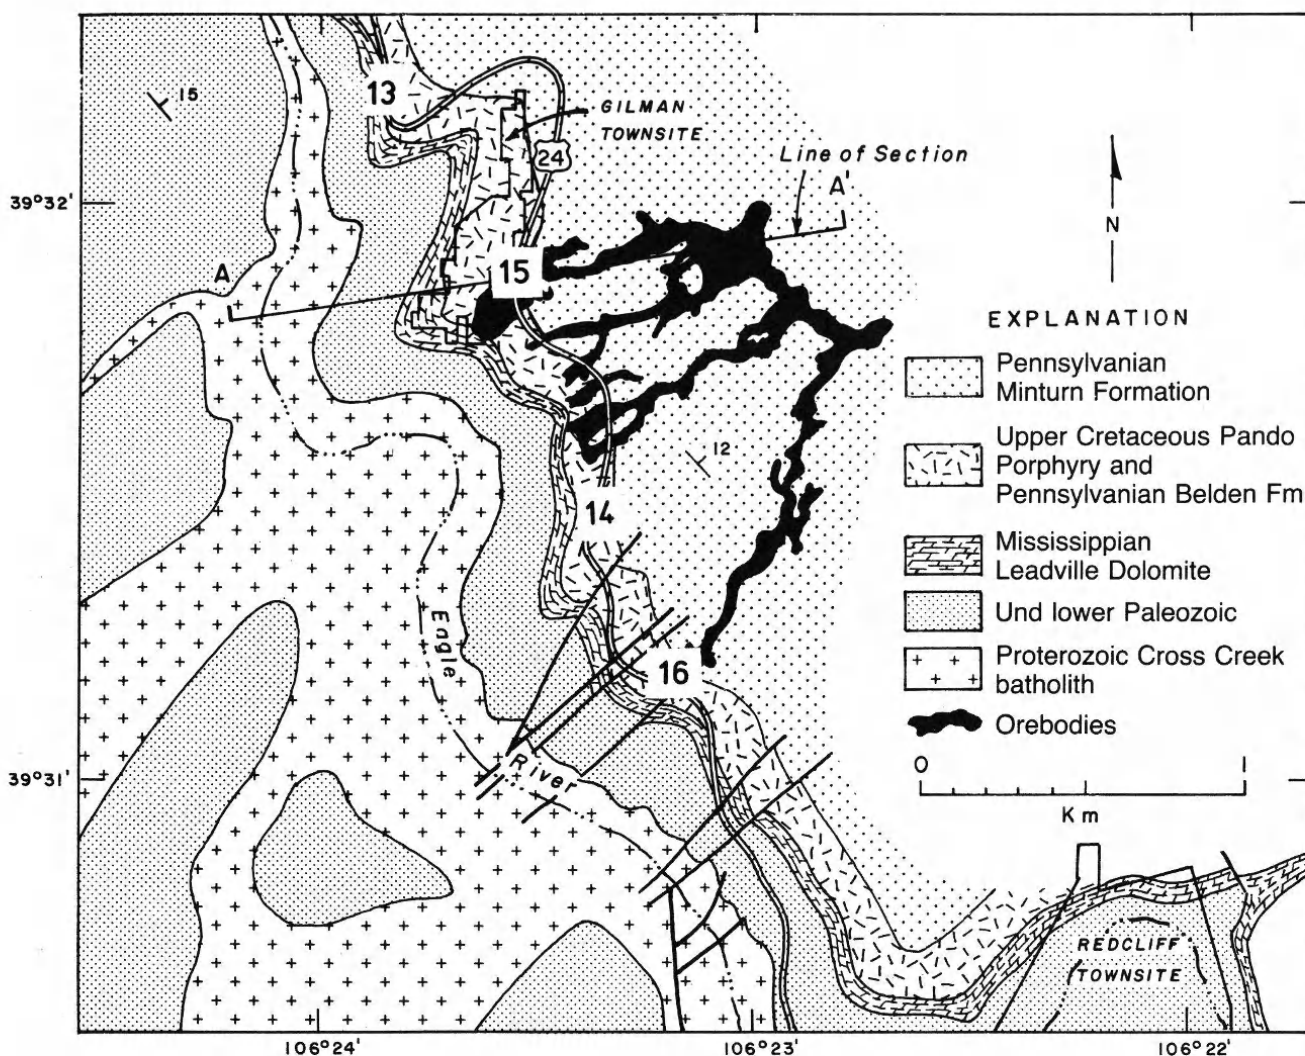 13
15
GILMAN
TOWNSITE
24
Line of Section
A'
39°32'
N
A
15
EXPLANATION
Pennsylvanian
Minturn Formation
12
Upper Cretaceous Pando
Porphyry and
Pennsylvanian Belden Fm
14
Mississippian
Leadville Dolomite
Und lower Paleozoic
Eagle
16
Proterozoic Cross Creek
batholith
Orebodies
River
39°31'
0 1
Km
REDCLIFF
TOWNSITE
106°24' 106°23' 106°22'